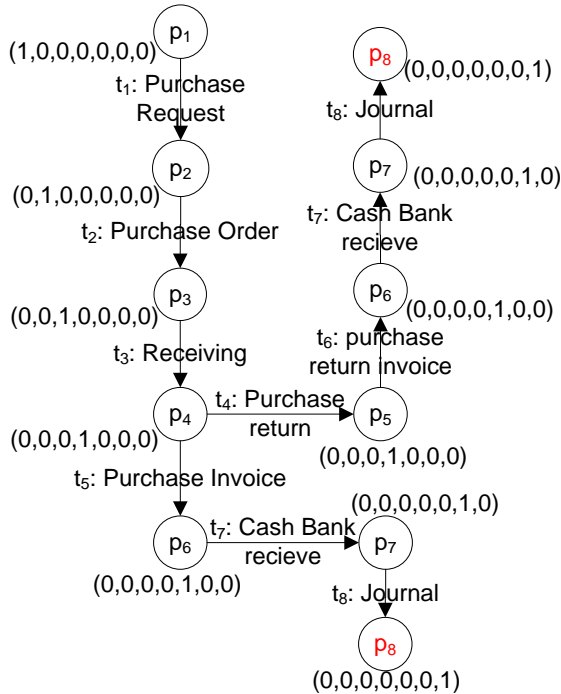 p1
(1,0,0,0,0,0,0)
t1: Purchase
Request
p2
(0,1,0,0,0,0,0)
t2: Purchase Order
p3
(0,0,1,0,0,0,0)
t3: Receiving
p4
(0,0,0,1,0,0,0)
t4: Purchase
return
t5: Purchase Invoice
p6
(0,0,0,0,1,0,0)
t7: Cash Bank
recieve
p8
(0,0,0,0,0,0,1)
t8: Journal
p7
(0,0,0,0,0,1,0)
t7: Cash Bank
recieve
p6
(0,0,0,0,1,0,0)
t6: purchase
return invoice
p5
(0,0,0,1,0,0,0)
(0,0,0,0,0,1,0)
p7
t8: Journal
p8
(0,0,0,0,0,0,1)